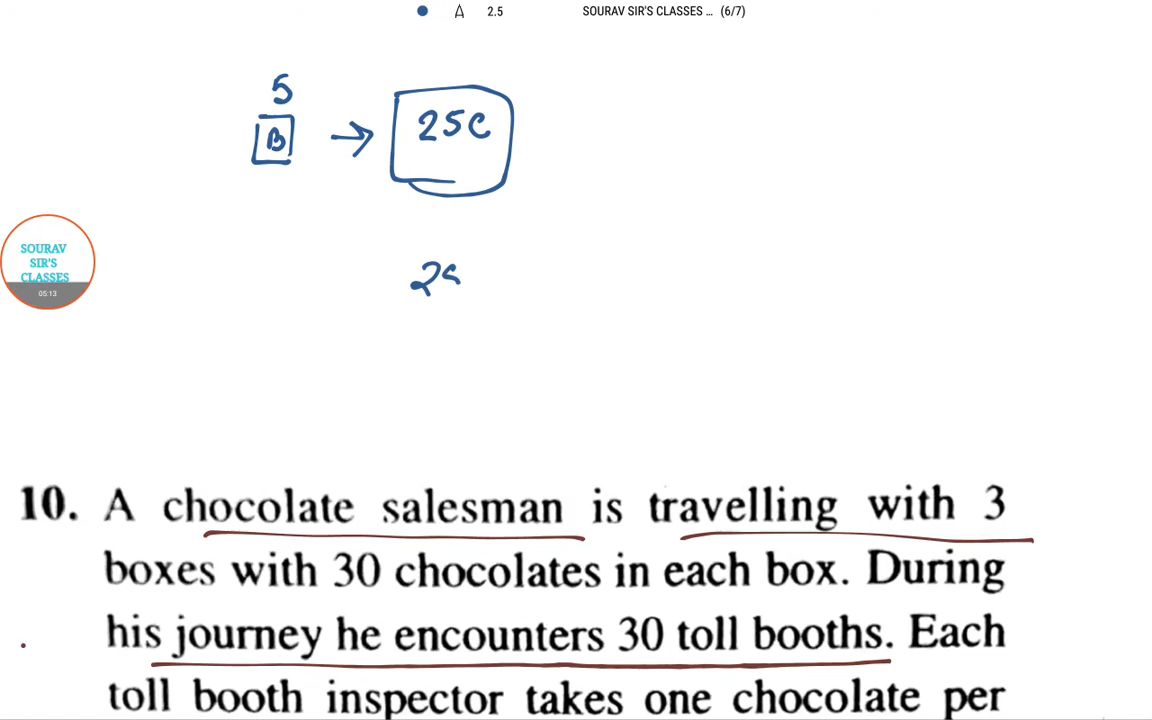 2.5 SOURAV SIR'S CLASSES ... (6/7)
5
B → 25C
SOURAV
SIR'S
CLASSES
05:13
10. A chocolate salesman is travelling with 3
boxes with 30 chocolates in each box. During
his journey he encounters 30 toll booths. Each
toll booth inspector takes one chocolate per